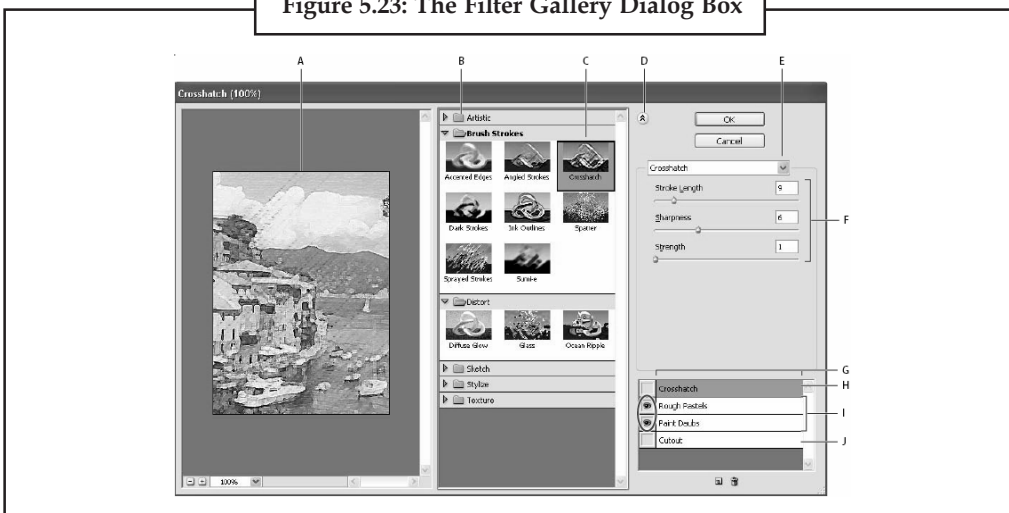 Figure 5.23: The Filter Gallery Dialog Box
A B C D E
Crosshatch (100%)
Artistic
Brush Strokes
Accented Edges Angled Strokes Crosshatch
Dark Strokes Ink Outlines Spatter
Sprayed Strokes Sumi-e
Distort
Diffuse Glow Glass Ocean Ripple
Sketch
Stylize
Texture
100%
OK
Cancel
Crosshatch
Stroke Length 9
Sharpness 6
Strength 1
F
G
Crosshatch H
Rough Pastels
I
Paint Daubs
Cutout J